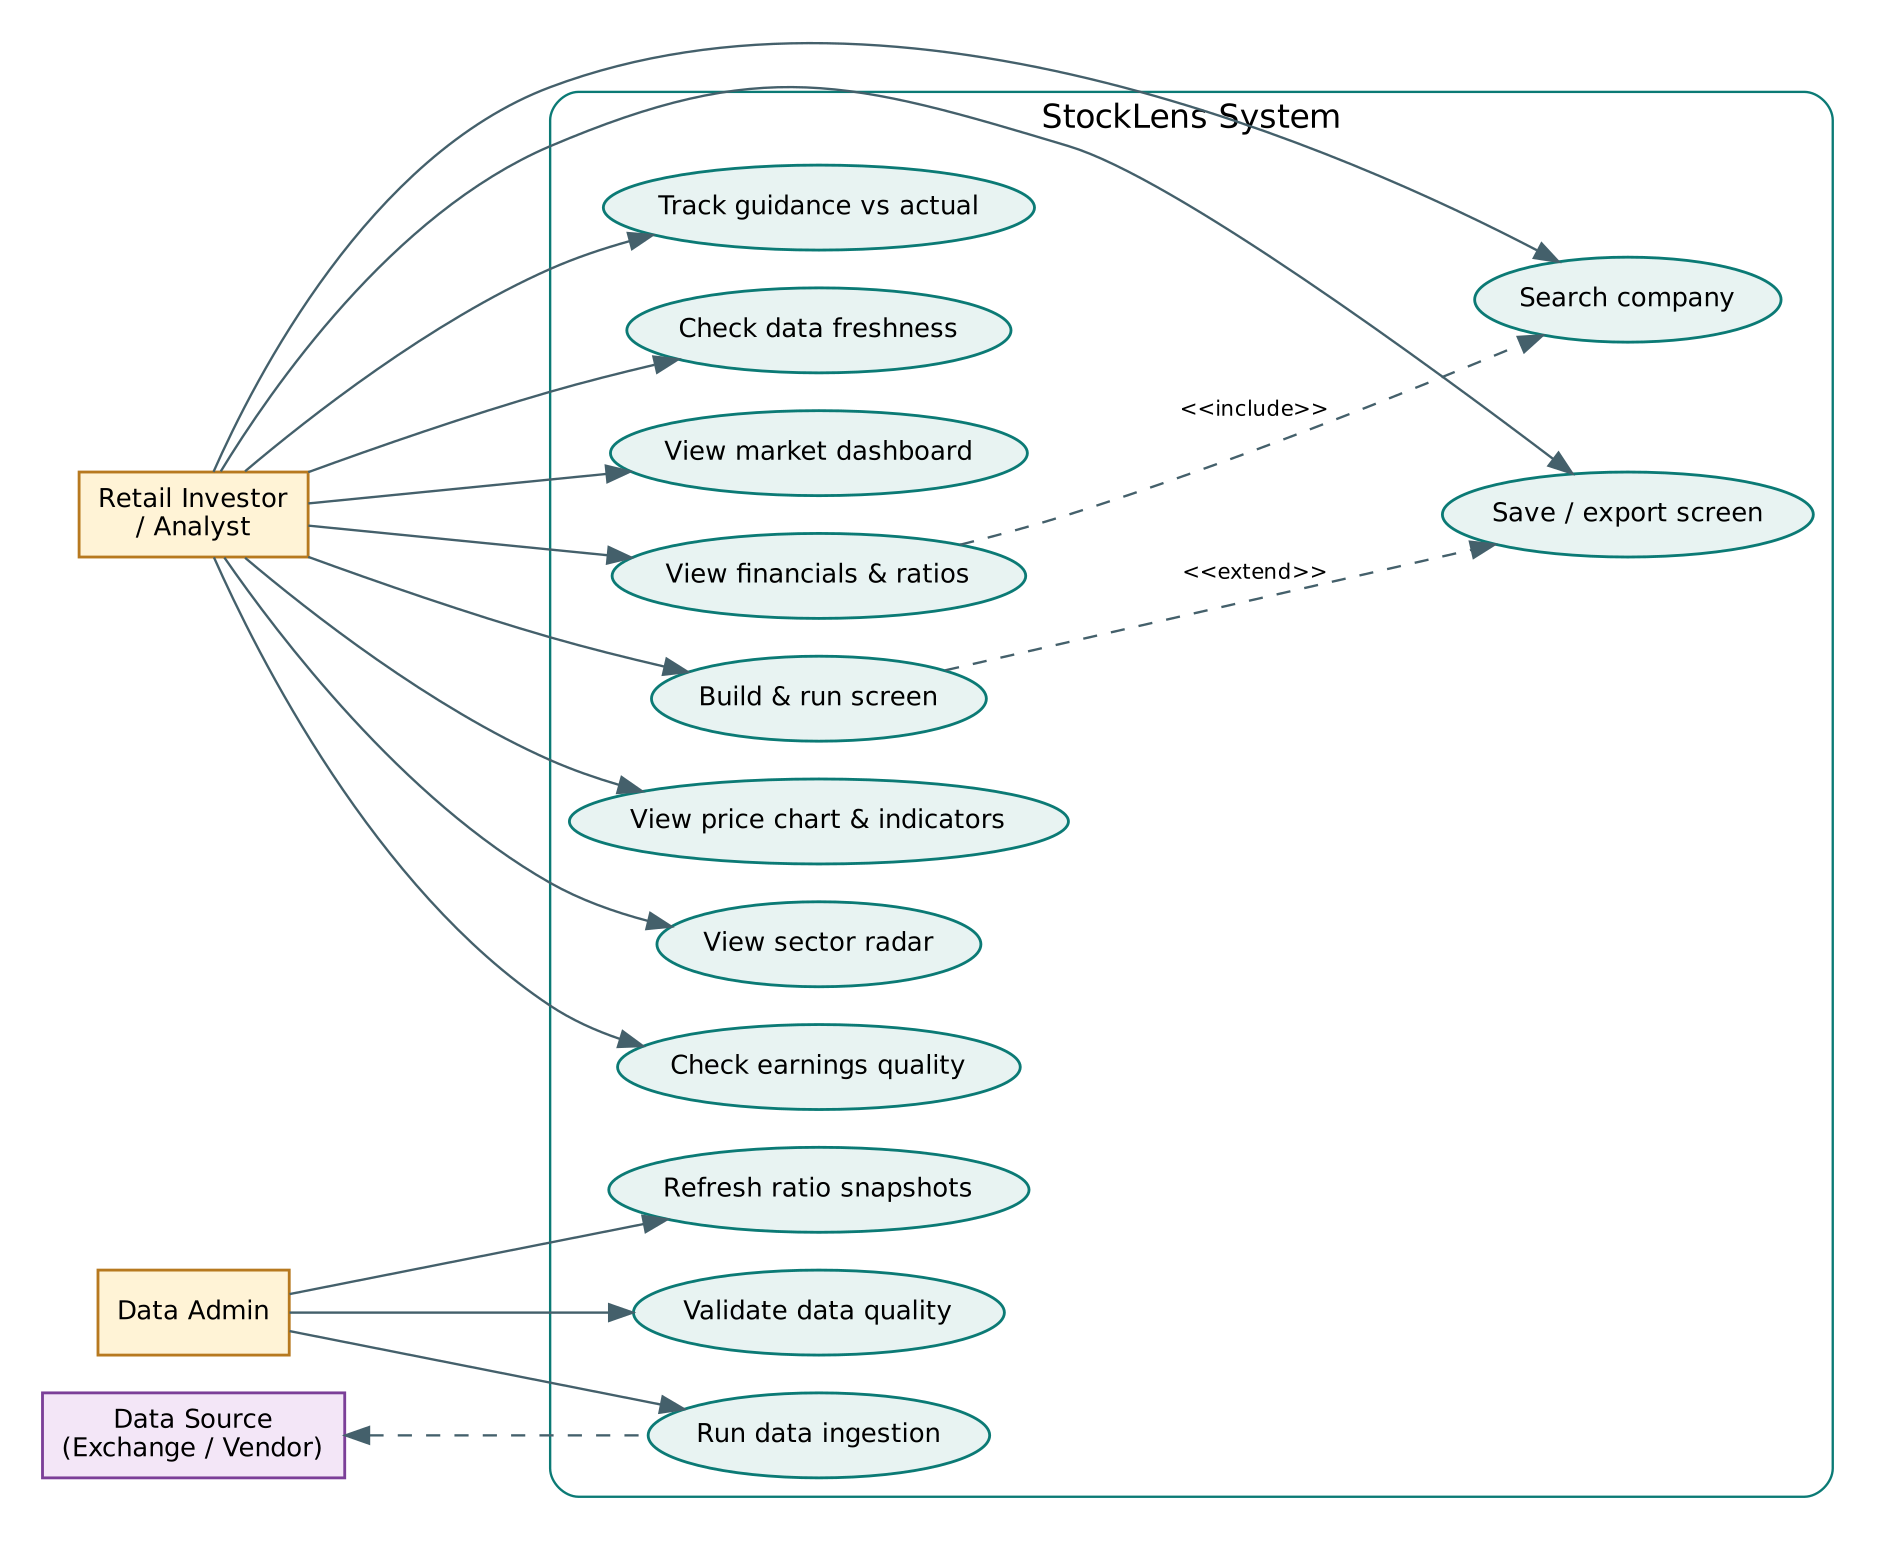 StockLens System
Track guidance vs actual
Check data freshness
Search company
<<include>>
View market dashboard
Retail Investor
/ Analyst
Save / export screen
View financials & ratios
<<extend>>
Build & run screen
View price chart & indicators
View sector radar
Check earnings quality
Refresh ratio snapshots
Data Admin
Validate data quality
Data Source
(Exchange / Vendor)
Run data ingestion